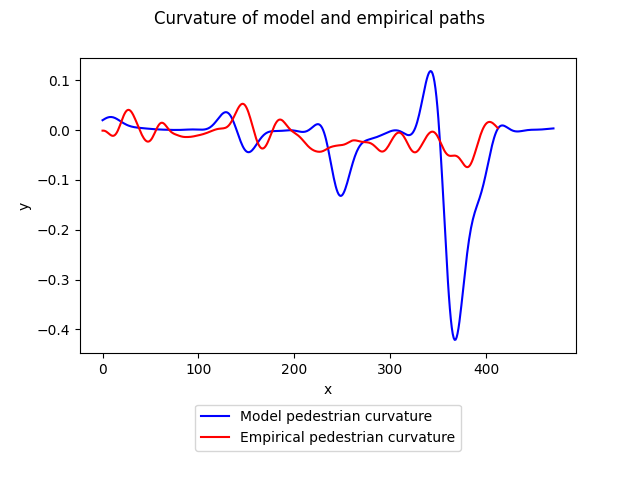 Curvature of model and empirical paths
0.1
0.0
−0.1
−0.2
−0.3
−0.4
y
0 100 200 300 400
x
Model pedestrian curvature
Empirical pedestrian curvature